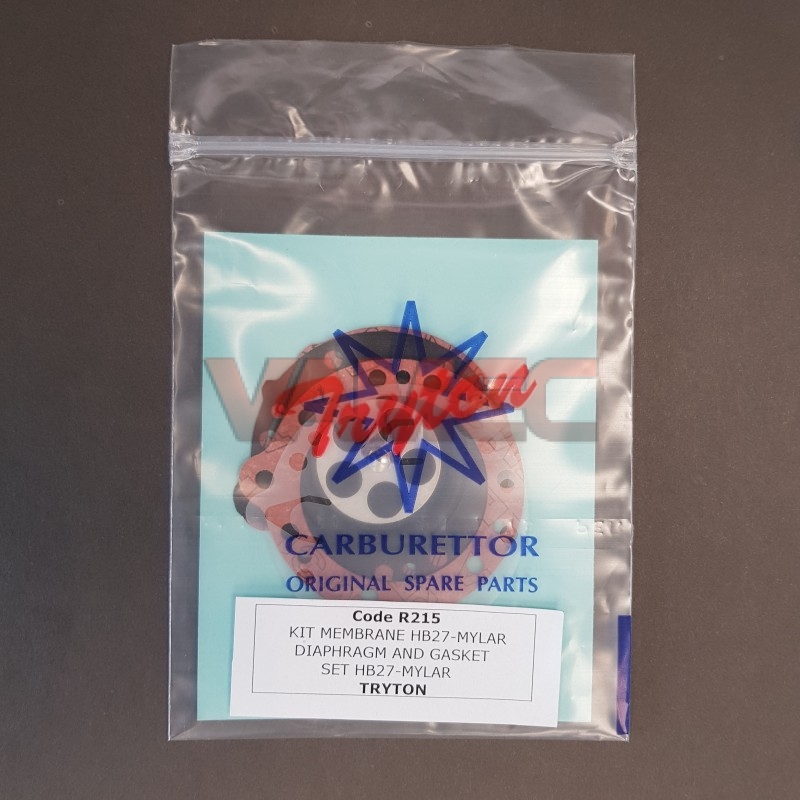 Tryton
CARBURETTOR
ORIGINAL SPARE PARTS
Code R215
KIT MEMBRANE HB27-MYLAR
DIAPHRAGM AND GASKET
SET HB27-MYLAR
TRYTON